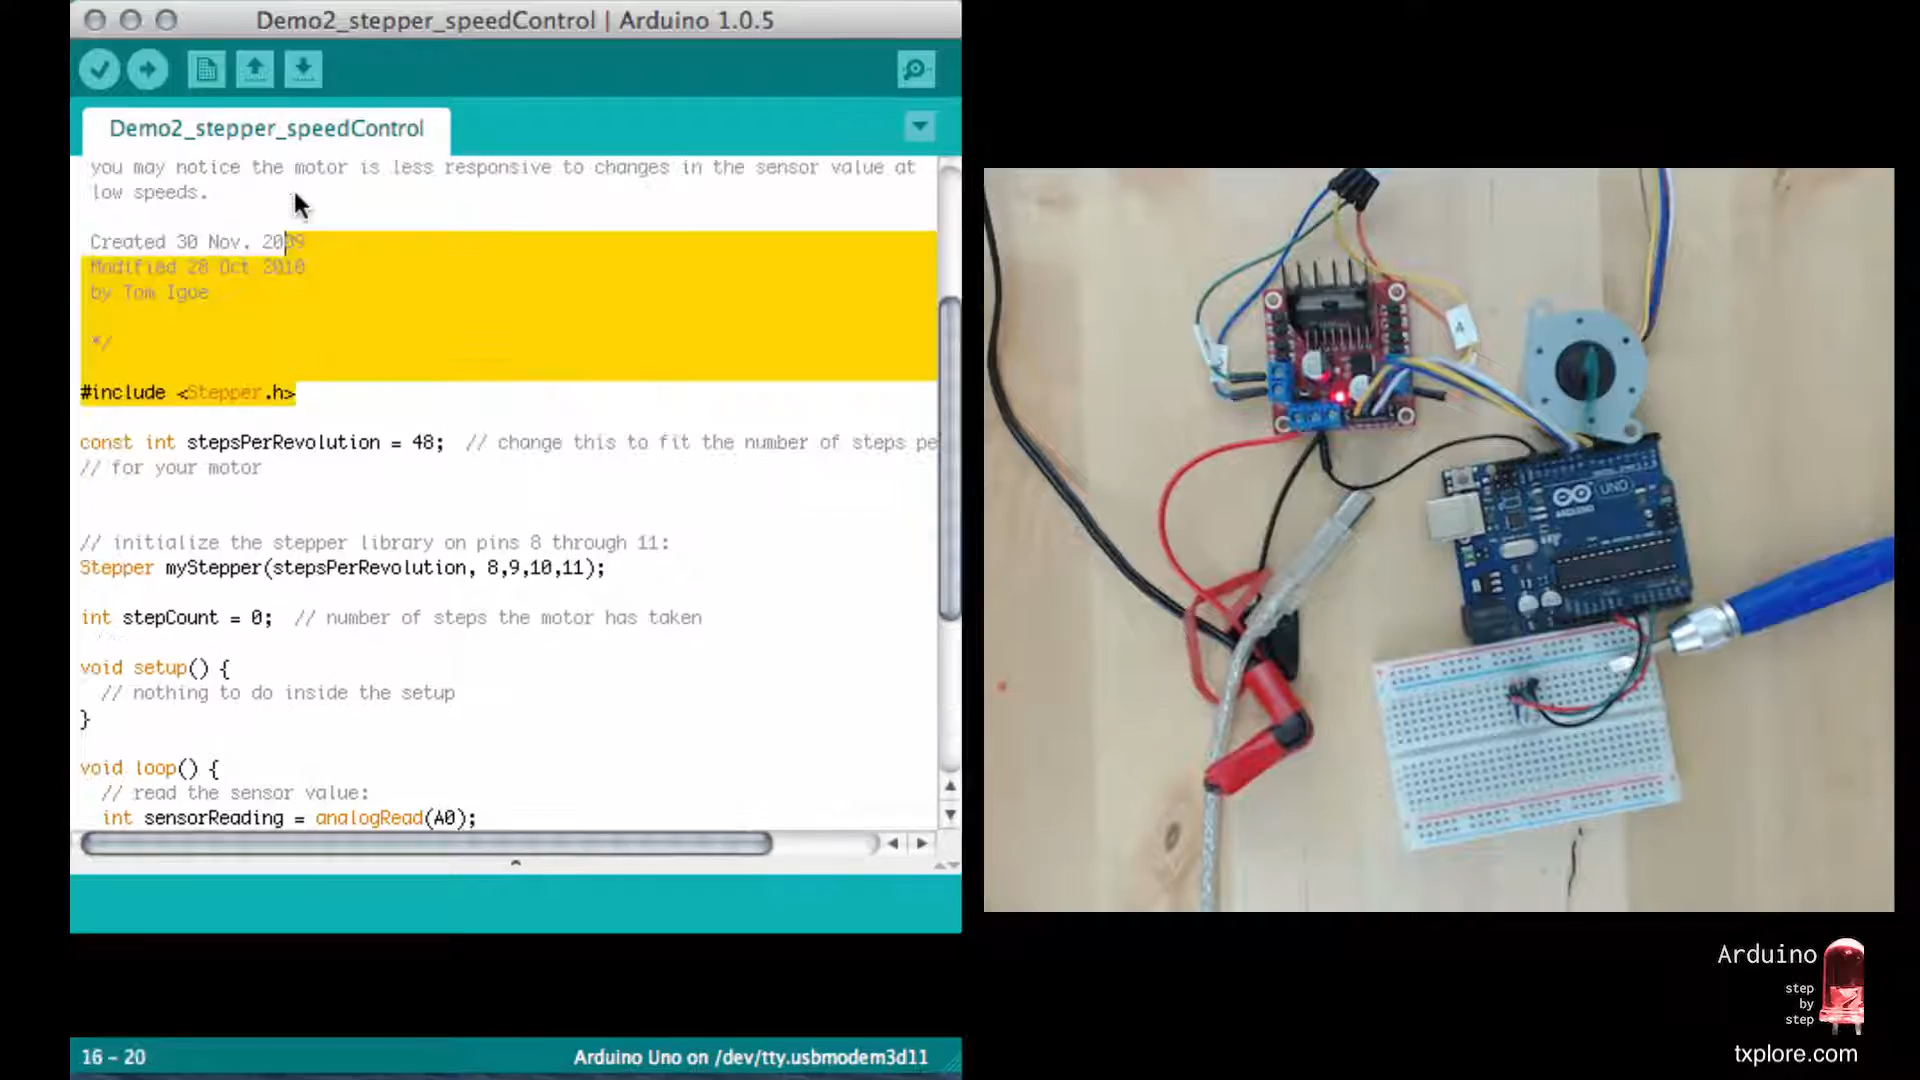 Demo2_stepper_speedControl | Arduino 1.0.5
Demo2_stepper_speedControl
you may notice the motor is less responsive to changes in the sensor value at
low speeds.
Created 30 Nov. 2009
Modified 28 Oct 2010
by Tom Igoe
*/
#include <Stepper.h>
const int stepsPerRevolution = 48;  // change this to fit the number of steps pe
// for your motor
// initialize the stepper library on pins 8 through 11:
Stepper myStepper(stepsPerRevolution, 8,9,10,11);
int stepCount = 0;  // number of steps the motor has taken
void setup() {
// nothing to do inside the setup
}
void loop() {
// read the sensor value:
int sensorReading = analogRead(A0);
16 - 20
Arduino Uno on /dev/tty.usbmodem3d11
4
UNO
ARDUINO
Arduino
step
by
step
txplore.com